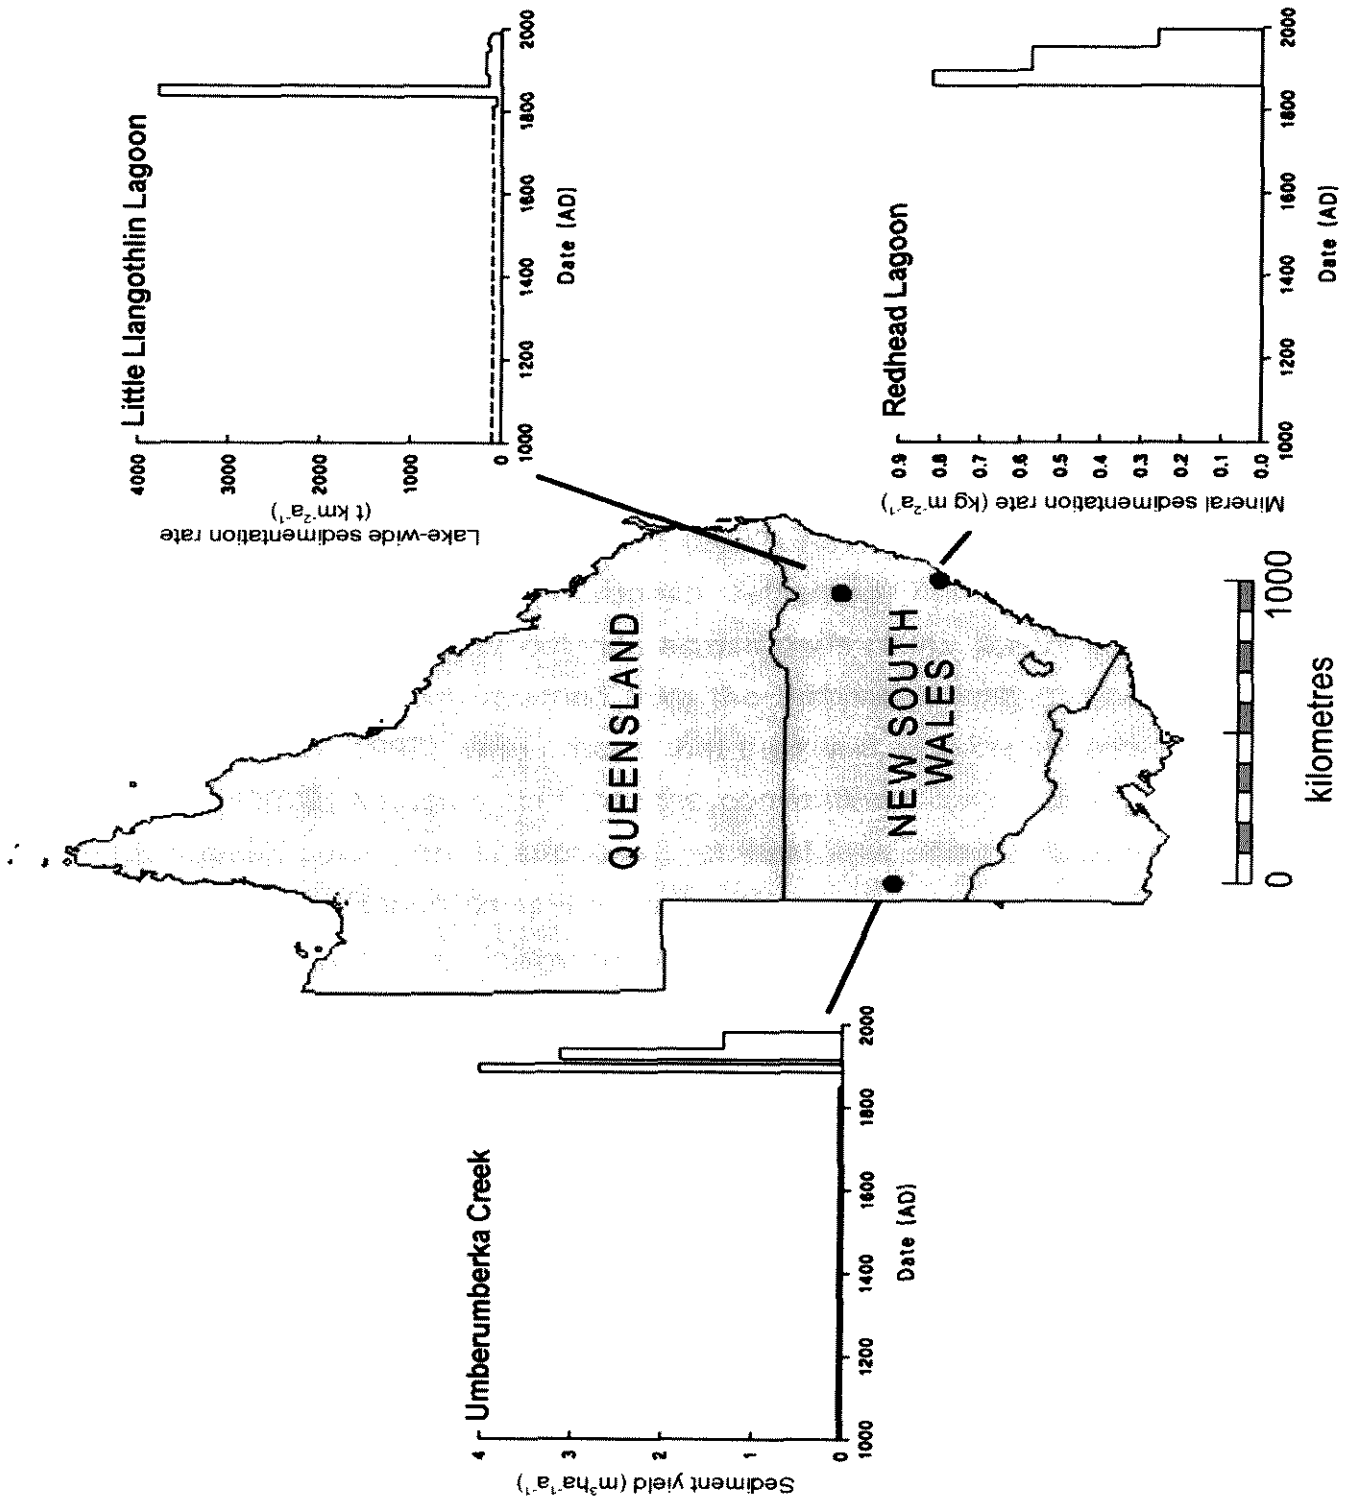 Umberumberka Creek
Sediment yield (m³ha⁻¹a⁻¹)
4
3
2
1
0
1000 1200 1400 1600 1800 2000
Date (AD)
QUEENSLAND
NEW SOUTH
WALES
0 1000
kilometres
Little Llangothlin Lagoon
Lake-wide sedimentation rate
(t km⁻²a⁻¹)
4000
3000
2000
1000
0
1000 1200 1400 1600 1800 2000
Date (AD)
Redhead Lagoon
Mineral sedimentation rate (kg m⁻²a⁻¹)
0.9
0.8
0.7
0.6
0.5
0.4
0.3
0.2
0.1
0.0
1000 1200 1400 1600 1800 2000
Date (AD)